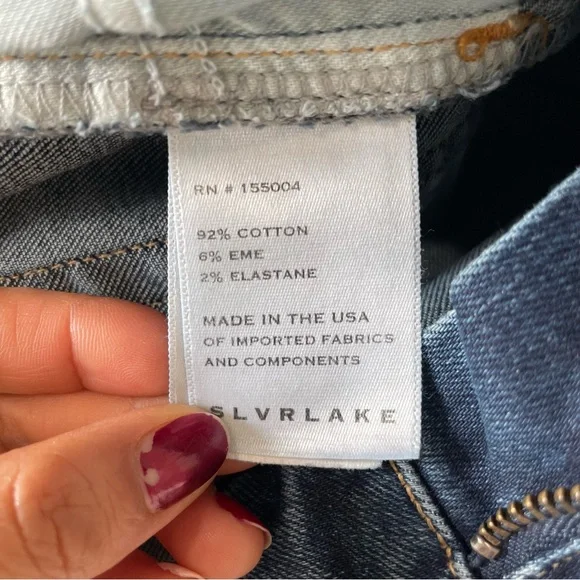 RN # 155004
92% COTTON
6% EME
2% ELASTANE
MADE IN THE USA
OF IMPORTED FABRICS
AND COMPONENTS
SLVRLAKE